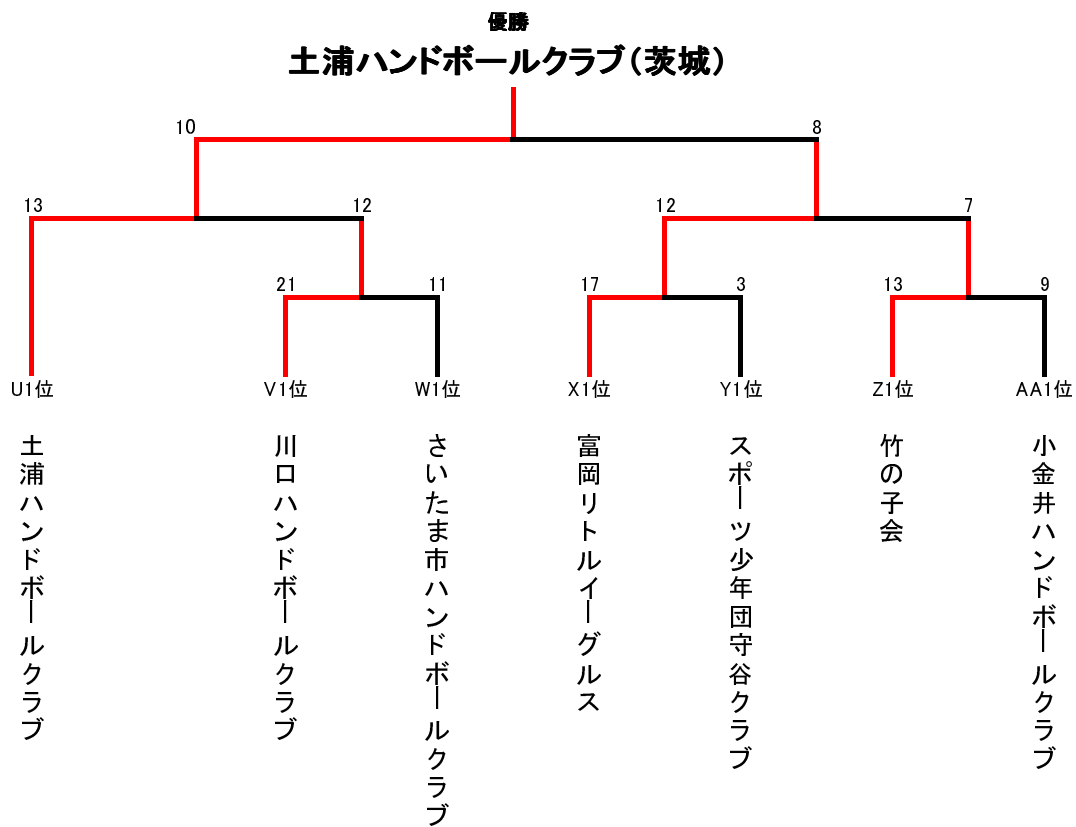 優勝
土浦ハンドボールクラブ（茨城）
10
8
13
12
12
7
21
11
17
3
13
9
U1位
V1位
W1位
X1位
Y1位
Z1位
AA1位
土浦ハンドボールクラブ
川口ハンドボールクラブ
さいたま市ハンドボールクラブ
富岡リトルイーグルス
スポーツ少年団守谷クラブ
竹の子会
小金井ハンドボールクラブ